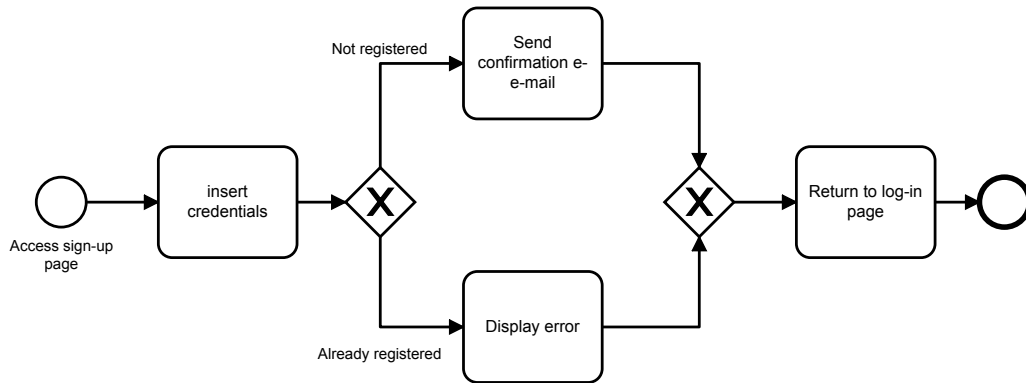 Access sign-up
page
insert
credentials
Not registered
Already registered
Send
confirmation e-
e-mail
Display error
Return to log-in
page